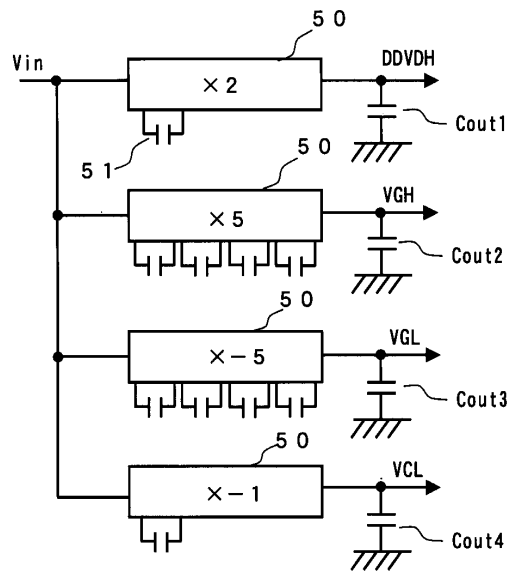 50
Vin
×2
DDVDH
51
Cout1
50
×5
VGH
Cout2
50
×-5
VGL
Cout3
50
×-1
VCL
Cout4